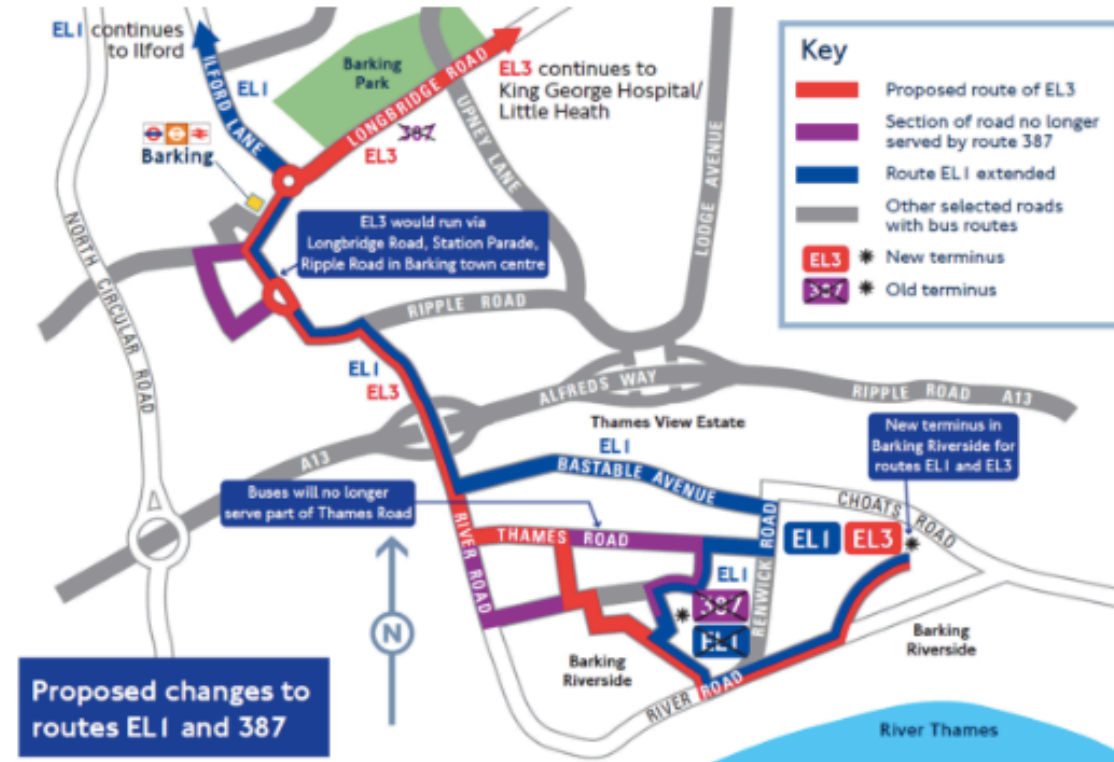 EL1 continues
to Ilford
ILFORD LANE
EL1
Barking
Park
LONGBRIDGE ROAD
EL3 continues to
King George Hospital/
Little Heath
387
EL3
UPNEY LANE
LODGE AVENUE
Barking
Key
Proposed route of EL3
Section of road no longer
served by route 387
Route EL1 extended
Other selected roads
with bus routes
EL3 * New terminus
387 * Old terminus
EL3 would run via
Longbridge Road, Station Parade,
Ripple Road in Barking town centre
NORTH CIRCULAR ROAD
RIPPLE ROAD
EL1
EL3
ALFREDS WAY
RIPPLE ROAD A13
A13
Thames View Estate
EL1
BASTABLE AVENUE
New terminus in
Barking Riverside for
routes EL1 and EL3
Buses will no longer
serve part of Thames Road
CHOATS ROAD
RIVER ROAD
THAMES ROAD
RENWICK ROAD
EL1 EL3 *
EL1
* 387
EL1
N
Barking
Riverside
Barking
Riverside
RIVER ROAD
Proposed changes to
routes EL1 and 387
River Thames